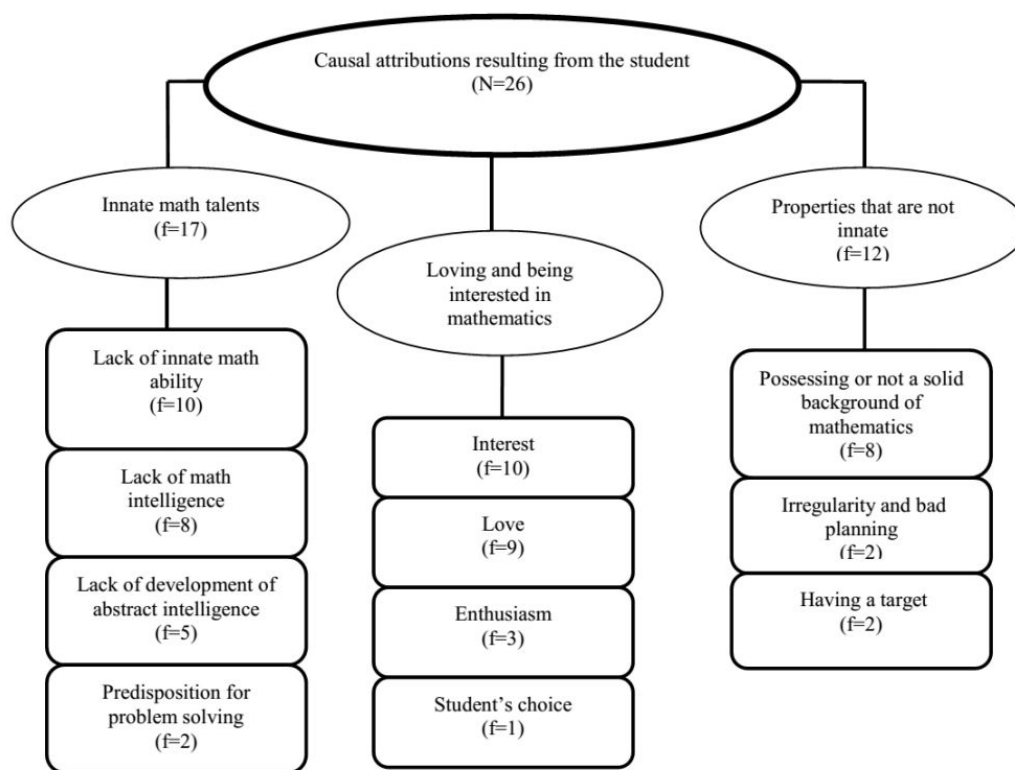 Causal attributions resulting from the student
(N=26)
Innate math talents
(f=17)
Lack of innate math
ability
(f=10)
Lack of math
intelligence
(f=8)
Lack of development of
abstract intelligence
(f=5)
Predisposition for
problem solving
(f=2)
Loving and being
interested in
mathematics
Interest
(f=10)
Love
(f=9)
Enthusiasm
(f=3)
Student’s choice
(f=1)
Properties that are not
innate
(f=12)
Possessing or not a solid
background of
mathematics
(f=8)
Irregularity and bad
planning
(f=2)
Having a target
(f=2)